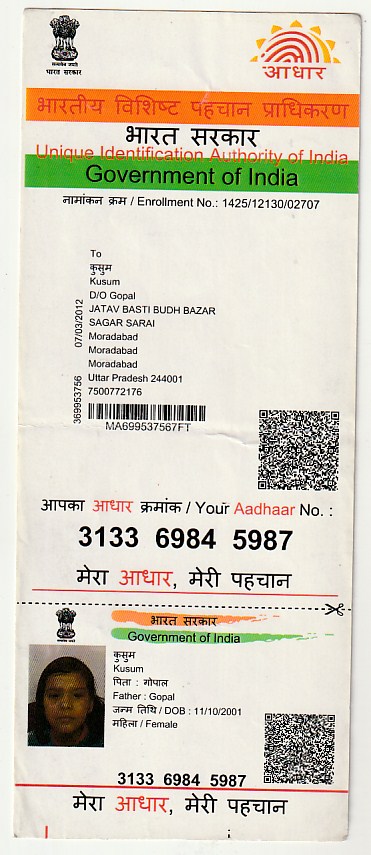 सत्यमेव जयते
भारत सरकार
आधार
भारतीय विशिष्ट पहचान प्राधिकरण
भारत सरकार
Unique Identification Authority of India
Government of India
नामांकन क्रम / Enrollment No.: 1425/12130/02707
To
कुसुम
Kusum
D/O Gopal
JATAV BASTI BUDH BAZAR
SAGAR SARAI
Moradabad
Moradabad
Moradabad
Uttar Pradesh 244001
7500772176
369953756 07/03/2012
MA699537567FT
आपका आधार क्रमांक / Your Aadhaar No. :
3133 6984 5987
मेरा आधार, मेरी पहचान
भारत सरकार
Government of India
कुसुम
Kusum
पिता : गोपाल
Father : Gopal
जन्म तिथि / DOB : 11/10/2001
महिला / Female
3133 6984 5987
मेरा आधार, मेरी पहचान